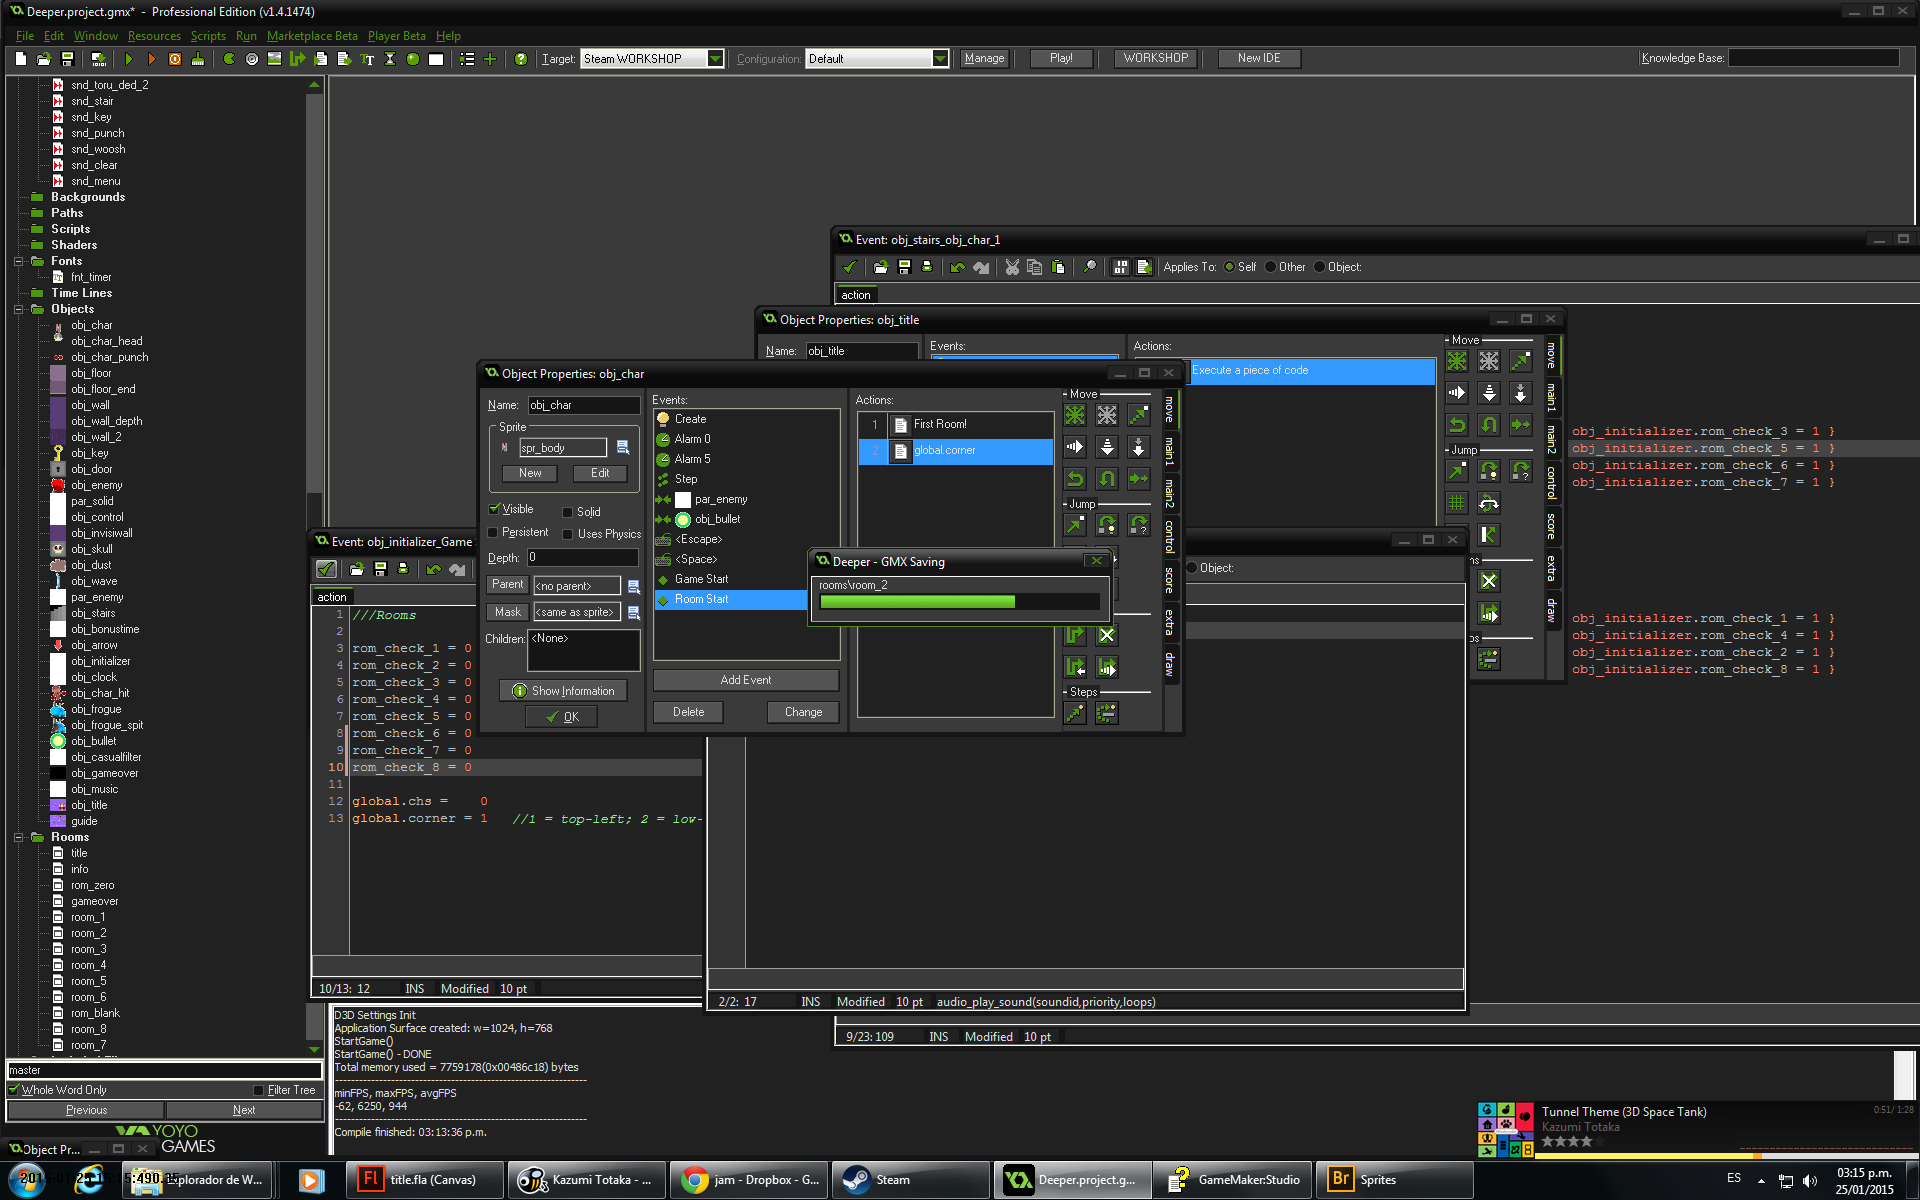 Deeper.project.gmx* - Professional Edition (v1.4.1474)
File Edit Window Resources Scripts Run Marketplace Beta Player Beta Help
Target: Steam WORKSHOP Configuration: Default Manage Play! WORKSHOP New IDE Knowledge Base:
snd_toru_ded_2
snd_stair
snd_key
snd_punch
snd_woosh
snd_clear
snd_menu
Backgrounds
Paths
Scripts
Shaders
Fonts
fnt_timer
Time Lines
Objects
obj_char
obj_char_head
obj_char_punch
obj_floor
obj_floor_end
obj_wall
obj_wall_depth
obj_wall_2
obj_key
obj_door
obj_enemy
par_solid
obj_control
obj_invisiwall
obj_skull
obj_dust
obj_wave
par_enemy
obj_stairs
obj_bonustime
obj_arrow
obj_initializer
obj_clock
obj_char_hit
obj_frogue
obj_frogue_spit
obj_bullet
obj_casualfilter
obj_gameover
obj_music
obj_title
guide
Rooms
title
info
rom_zero
gameover
room_1
room_2
room_3
room_4
room_5
room_6
rom_blank
room_8
room_7
master
Whole Word Only Filter Tree
Previous Next
YOYO
GAMES
Object Pr...
Event: obj_stairs_obj_char_1
Applies To: Self Other Object:
action
obj_initializer.rom_check_3 = 1 }
obj_initializer.rom_check_5 = 1 }
obj_initializer.rom_check_6 = 1 }
obj_initializer.rom_check_7 = 1 }
obj_initializer.rom_check_1 = 1 }
obj_initializer.rom_check_4 = 1 }
obj_initializer.rom_check_2 = 1 }
obj_initializer.rom_check_8 = 1 }
9/23: 109 INS Modified 10 pt
Object Properties: obj_title
Name: obj_title
Events:
Actions:
Execute a piece of code
Move
Jump
move
main1
main2
control
score
extra
draw
Object Properties: obj_char
Name: obj_char
Sprite
spr_body
New Edit
Visible Solid
Persistent Uses Physics
Depth: 0
Parent <no parent>
Mask <same as sprite>
Children: <None>
Show Information
OK
Events:
Create
Alarm 0
Alarm 5
Step
par_enemy
obj_bullet
<Escape>
<Space>
Game Start
Room Start
Add Event
Delete Change
Actions:
1 First Room!
2 global.corner
Move
Jump
Steps
move
main1
main2
control
score
extra
draw
Deeper - GMX Saving
rooms\room_2
Object:
2/2: 17 INS Modified 10 pt audio_play_sound(soundid,priority,loops)
Event: obj_initializer_Game
action
1 ///Rooms
2
3 rom_check_1 = 0
4 rom_check_2 = 0
5 rom_check_3 = 0
6 rom_check_4 = 0
7 rom_check_5 = 0
8 rom_check_6 = 0
9 rom_check_7 = 0
10 rom_check_8 = 0
11
12 global.chs = 0
13 global.corner = 1 //1 = top-left; 2 = low-
10/13: 12 INS Modified 10 pt
D3D Settings Init
Application Surface created: w=1024, h=768
StartGame()
StartGame() - DONE
Total memory used = 7759178(0x00486c18) bytes
minFPS, maxFPS, avgFPS
-62, 6250, 944
Compile finished: 03:13:36 p.m.
Tunnel Theme (3D Space Tank) 0:51/ 1:28
Kazumi Totaka
Explorador de W... title.fla (Canvas) Kazumi Totaka - ... jam - Dropbox - G... Steam Deeper.project.g... GameMaker:Studio Sprites
ES 03:15 p.m.
25/01/2015